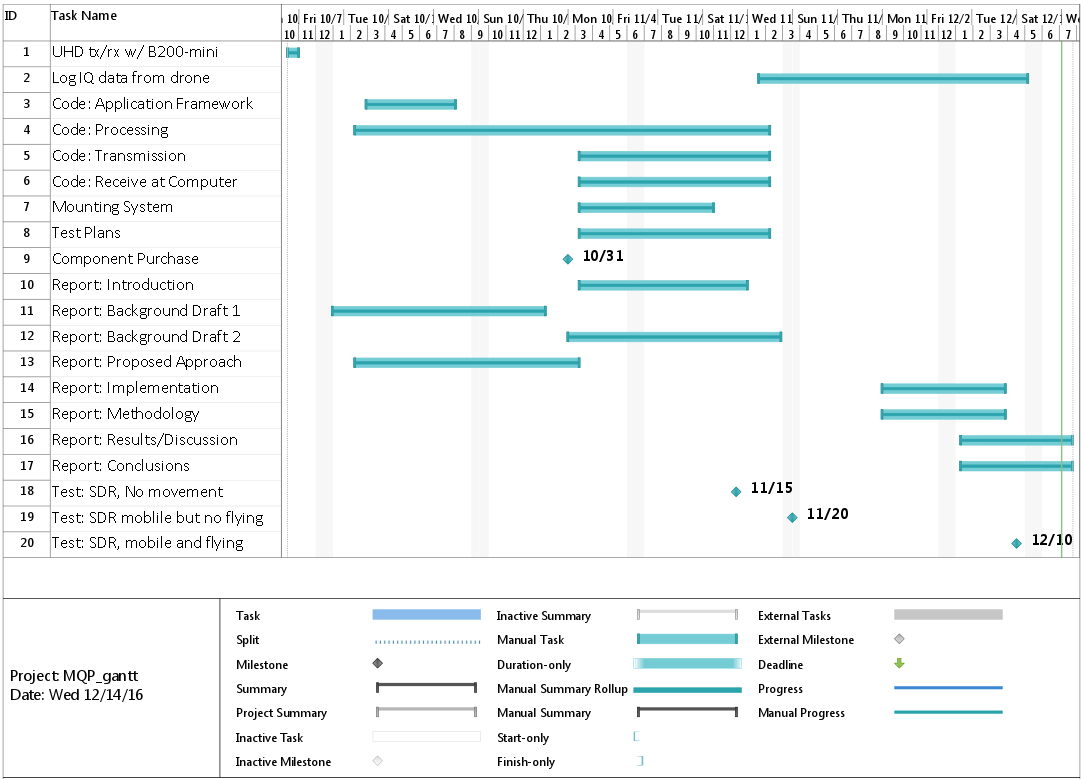 ID Task Name 10 Fri 10/7 Tue 10/ Sat 10/1 Wed 10 Sun 10/ Thu 10/ Mon 10 Fri 11/4 Tue 11/ Sat 11/1 Wed 11 Sun 11/ Thu 11/ Mon 11 Fri 12/2 Tue 12/ Sat 12/1 We
10 11 12 1 2 3 4 5 6 7 8 9 10 11 12 1 2 3 4 5 6 7 8 9 10 11 12 1 2 3 4 5 6 7 8 9 10 11 12 1 2 3 4 5 6 7
1 UHD tx/rx w/ B200-mini
2 Log IQ data from drone
3 Code: Application Framework
4 Code: Processing
5 Code: Transmission
6 Code: Receive at Computer
7 Mounting System
8 Test Plans
9 Component Purchase 10/31
10 Report: Introduction
11 Report: Background Draft 1
12 Report: Background Draft 2
13 Report: Proposed Approach
14 Report: Implementation
15 Report: Methodology
16 Report: Results/Discussion
17 Report: Conclusions
18 Test: SDR, No movement 11/15
19 Test: SDR moblile but no flying 11/20
20 Test: SDR, mobile and flying 12/10
Project: MQP_gantt
Date: Wed 12/14/16
Task
Split
Milestone
Summary
Project Summary
Inactive Task
Inactive Milestone
Inactive Summary
Manual Task
Duration-only
Manual Summary Rollup
Manual Summary
Start-only
Finish-only
External Tasks
External Milestone
Deadline
Progress
Manual Progress